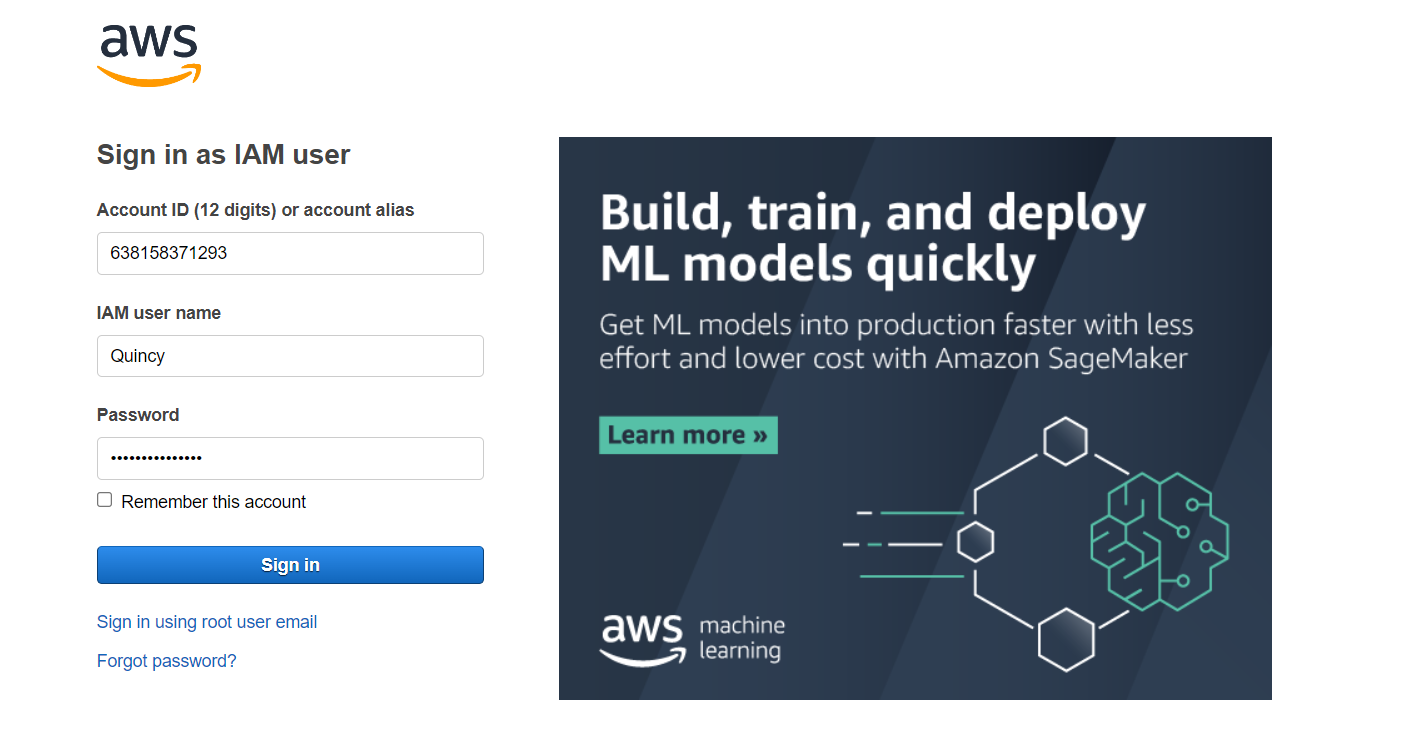 aws
Sign in as IAM user
Account ID (12 digits) or account alias
638158371293
IAM user name
Quincy
Password
•••••••••••••••
Remember this account
Sign in
Sign in using root user email
Forgot password?
Build, train, and deploy
ML models quickly
Get ML models into production faster with less
effort and lower cost with Amazon SageMaker
Learn more »
aws machine
learning